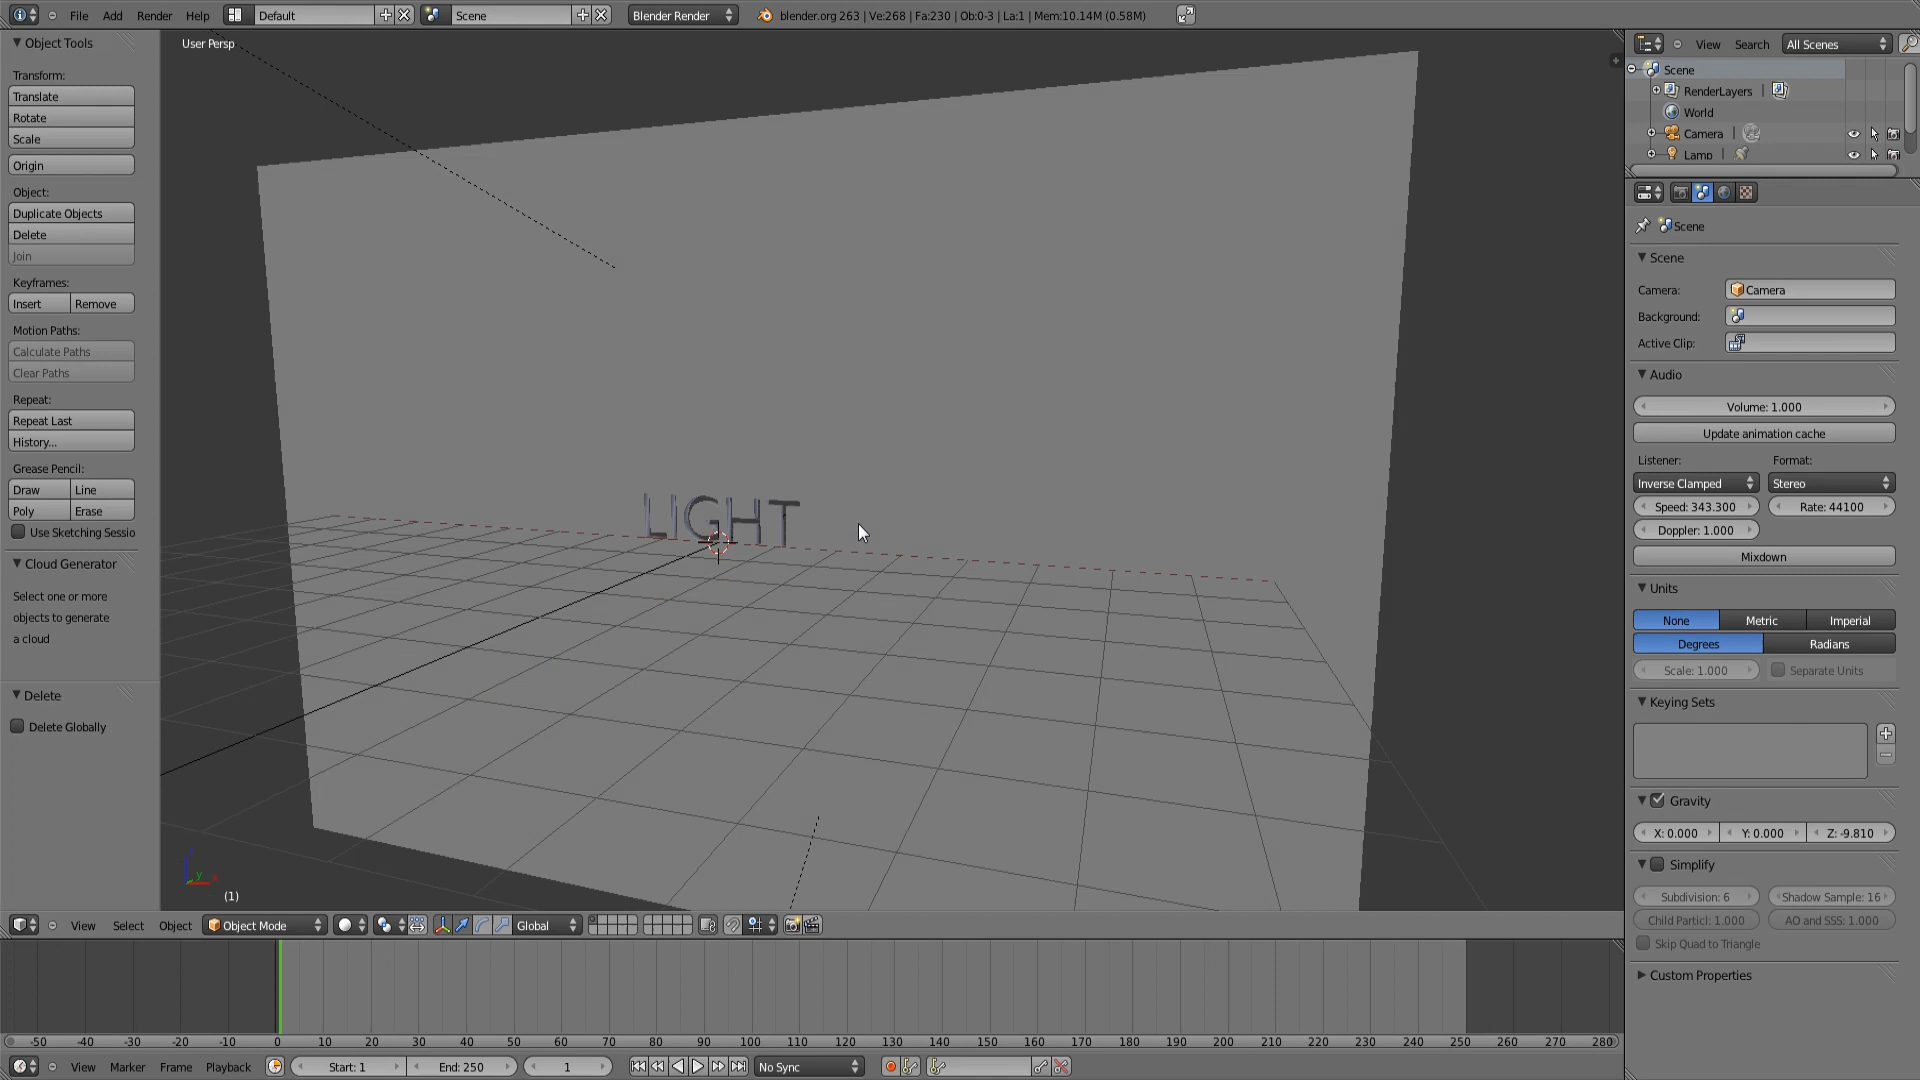 File Add Render Help Default Scene Blender Render blender.org 263 | Ve:268 | Fa:230 | Ob:0-3 | La:1 | Mem:10.14M (0.58M)
Object Tools
Transform:
Translate
Rotate
Scale
Origin
Object:
Duplicate Objects
Delete
Join
Keyframes:
Insert Remove
Motion Paths:
Calculate Paths
Clear Paths
Repeat:
Repeat Last
History...
Grease Pencil:
Draw Line
Poly Erase
Use Sketching Sessio
Cloud Generator
Select one or more
objects to generate
a cloud
Delete
Delete Globally
User Persp
LIGHT
z
y x
(1)
View Select Object Object Mode Global
-50 -40 -30 -20 -10 0 10 20 30 40 50 60 70 80 90 100 110 120 130 140 150 160 170 180 190 200 210 220 230 240 250 260 270 280
View Marker Frame Playback Start: 1 End: 250 1 No Sync
View Search All Scenes
Scene
RenderLayers |
World
Camera |
Lamp |
Scene
Scene
Camera: Camera
Background:
Active Clip:
Audio
Volume: 1.000
Update animation cache
Listener: Format:
Inverse Clamped Stereo
Speed: 343.300 Rate: 44100
Doppler: 1.000
Mixdown
Units
None Metric Imperial
Degrees Radians
Scale: 1.000 Separate Units
Keying Sets
Gravity
X: 0.000 Y: 0.000 Z: -9.810
Simplify
Subdivision: 6 Shadow Sample: 16
Child Particl: 1.000 AO and SSS: 1.000
Skip Quad to Triangle
Custom Properties